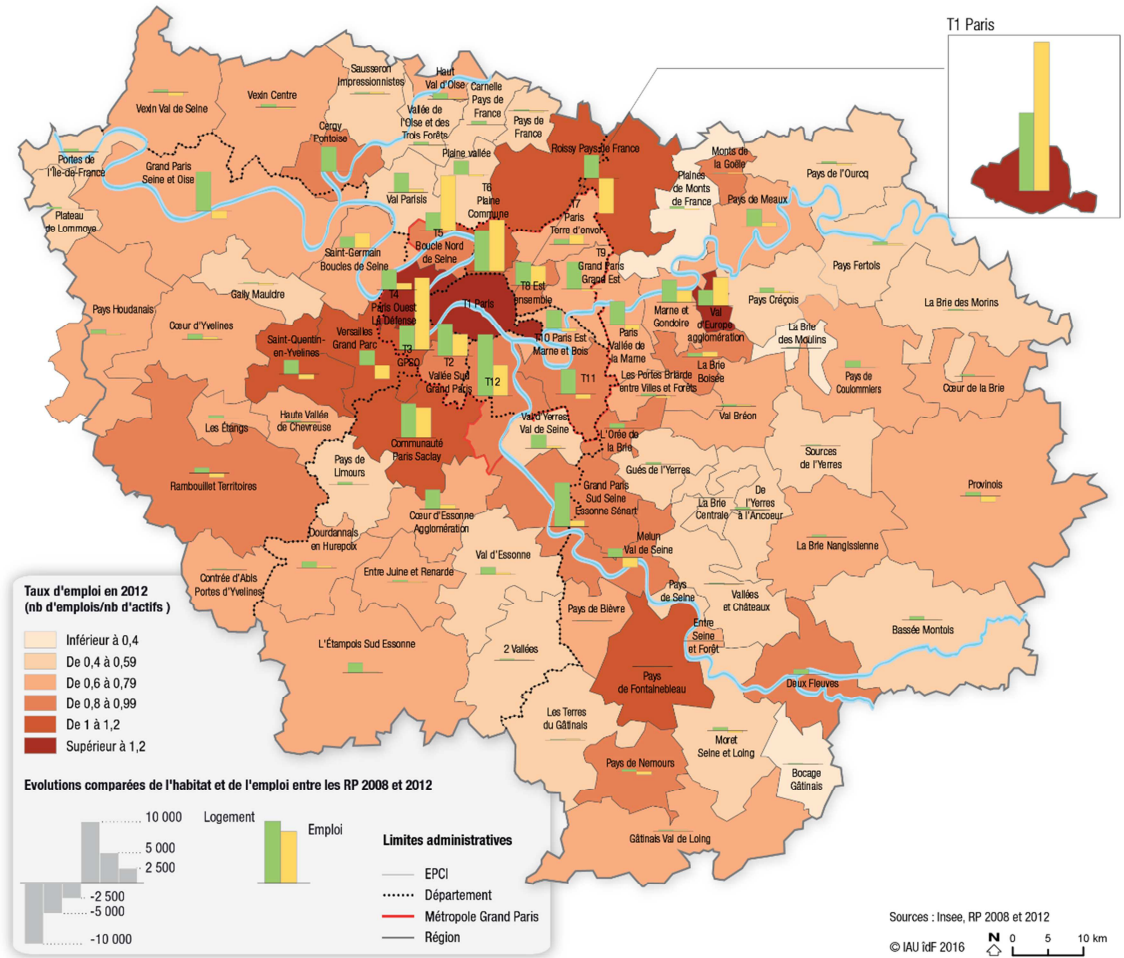 T1 Paris
Sausseron
Impressionnistes
Haut
Val d'Oise
Carnelle
Pays de
France
Vexin Val de Seine
Vexin Centre
Vallée de
l'Oise et des
Trois Forêts
Pays de
France
Cergy
Pontoise
Roissy Pays de France
Monts de
la Goële
Plaine vallée
Portes de
l'Île-de-France
Grand Paris
Seine et Oise
Plaines
de Monts
de France
Pays de l'Ourcq
Val Parisis
T6
Plaine
Commune
T7
Paris
Terre d'envol
Pays de Meaux
Plateau
de Lommoye
T5
Boucle Nord
de Seine
Saint-Germain
Boucles de Seine
T9
Grand Paris
Grand Est
Pays Fertois
T8 Est
ensemble
Gally Mauldre
T4
Paris Ouest
La Défense
T1 Paris
Marne et
Gondoire
Val
d'Europe
agglomération
Pays Créçois
La Brie des Morins
Pays Houdanais
Cœur d'Yvelines
Versailles
Grand Parc
Saint-Quentin-
en-Yvelines
T10 Paris Est
Marne et Bois
Paris
Vallée de
la Marne
La Brie
des Moulins
T3
GPSO
T2
Vallée Sud
Grand Paris
T12
T11
Les Portes Briarde
entre Villes et Forêts
La Brie
Boisée
Pays de
Coulommiers
Cœur de la Brie
Les Étangs
Haute Vallée
de Chevreuse
Val d'Yerres
Val de Seine
Val Bréon
Communauté
Paris Saclay
L'Orée de
la Brie
Pays de
Limours
Sources
de l'Yerres
Rambouillet Territoires
Gués de l'Yerres
Grand Paris
Sud Seine
Essonne Sénart
La Brie
Centrale
De
l'Yerres
à l'Ancoeur
Provinois
Cœur d'Essonne
Agglomération
Dourdannais
en Hurepoix
Melun
Val de Seine
La Brie Nangissienne
Val d'Essonne
Contrée d'Abis
Portes d'Yvelines
Entre Juine et Renarde
Pays
de Seine
Vallées
et Châteaux
Pays de Bièvre
Entre
Seine
et Forêt
Bassée Montois
L'Étampois Sud Essonne
2 Vallées
Pays
de Fontainebleau
Deux Fleuves
Les Terres
du Gâtinais
Moret
Seine et Loing
Pays de Nemours
Bocage
Gâtinais
Gâtinais Val de Loing
Taux d'emploi en 2012
(nb d'emplois/nb d'actifs )
Inférieur à 0,4
De 0,4 à 0,59
De 0,6 à 0,79
De 0,8 à 0,99
De 1 à 1,2
Supérieur à 1,2
Evolutions comparées de l'habitat et de l'emploi entre les RP 2008 et 2012
10 000
5 000
2 500
-2 500
-5 000
-10 000
Logement
Emploi
Limites administratives
EPCI
Département
Métropole Grand Paris
Région
Sources : Insee, RP 2008 et 2012
© IAU îdF 2016
N
0 5 10 km